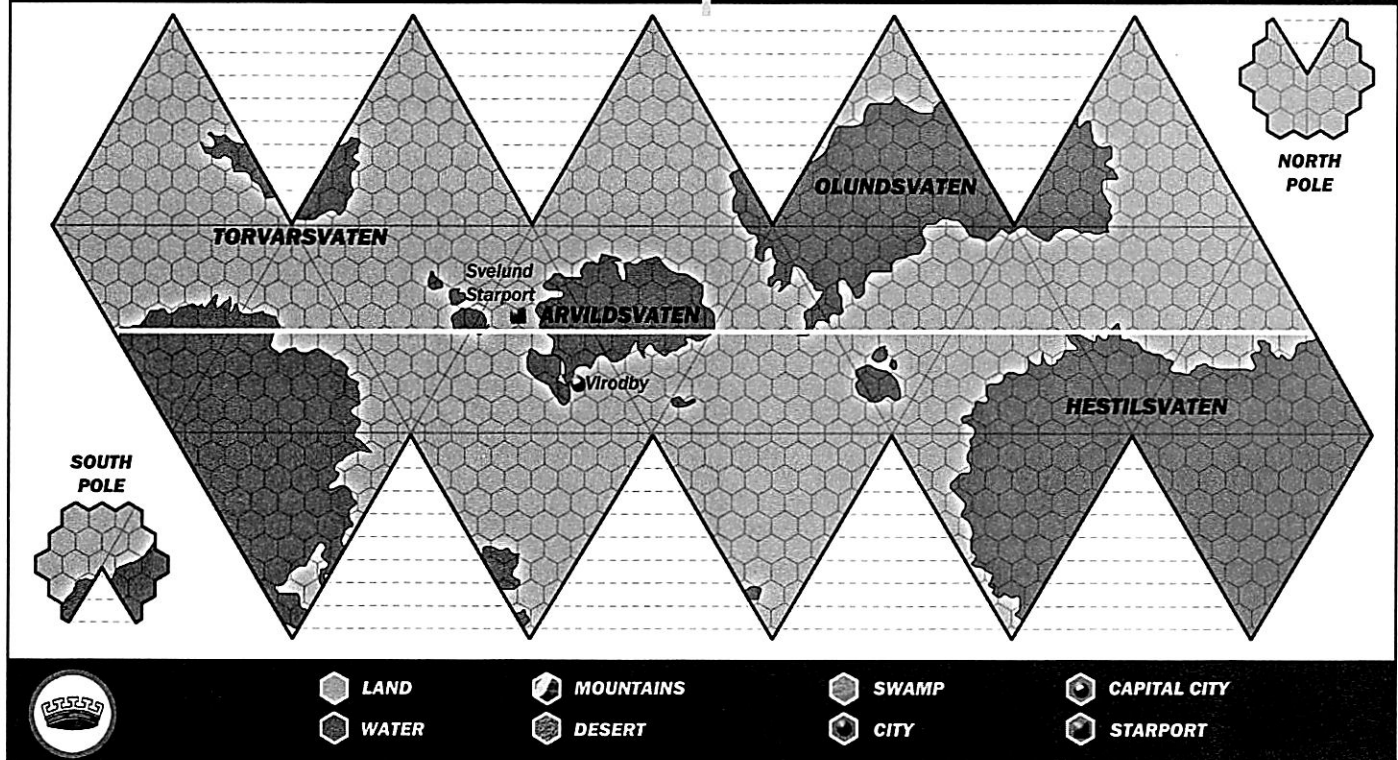 NORTH
POLE
OLUNDSVATEN
TORVARSVATEN
Svelund
Starport
ARVILDSVATEN
Virodby
HESTILSVATEN
SOUTH
POLE
LAND
MOUNTAINS
SWAMP
CAPITAL CITY
WATER
DESERT
CITY
STARPORT